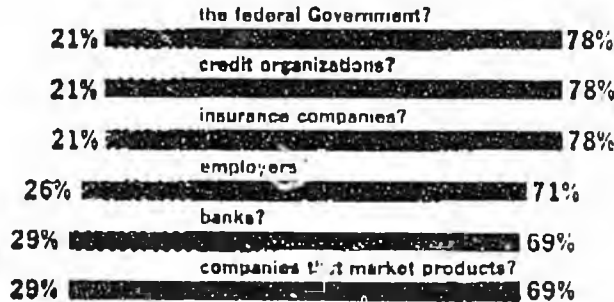 the federal Government?
21% 78%
credit organizations?
21% 78%
insurance companies?
21% 78%
employers
26% 71%
banks?
29% 69%
companies that market products?
29% 69%